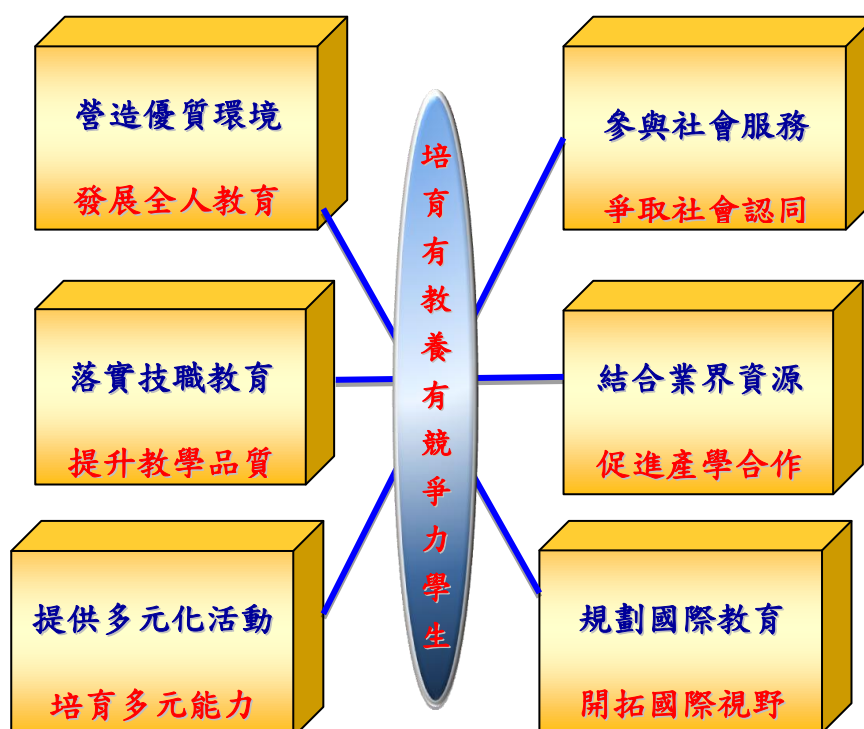 營造優質環境
發展全人教育
落實技職教育
提升教學品質
提供多元化活動
培育多元能力
培育有教養有競爭力學生
參與社會服務
爭取社會認同
結合業界資源
促進產學合作
規劃國際教育
開拓國際視野